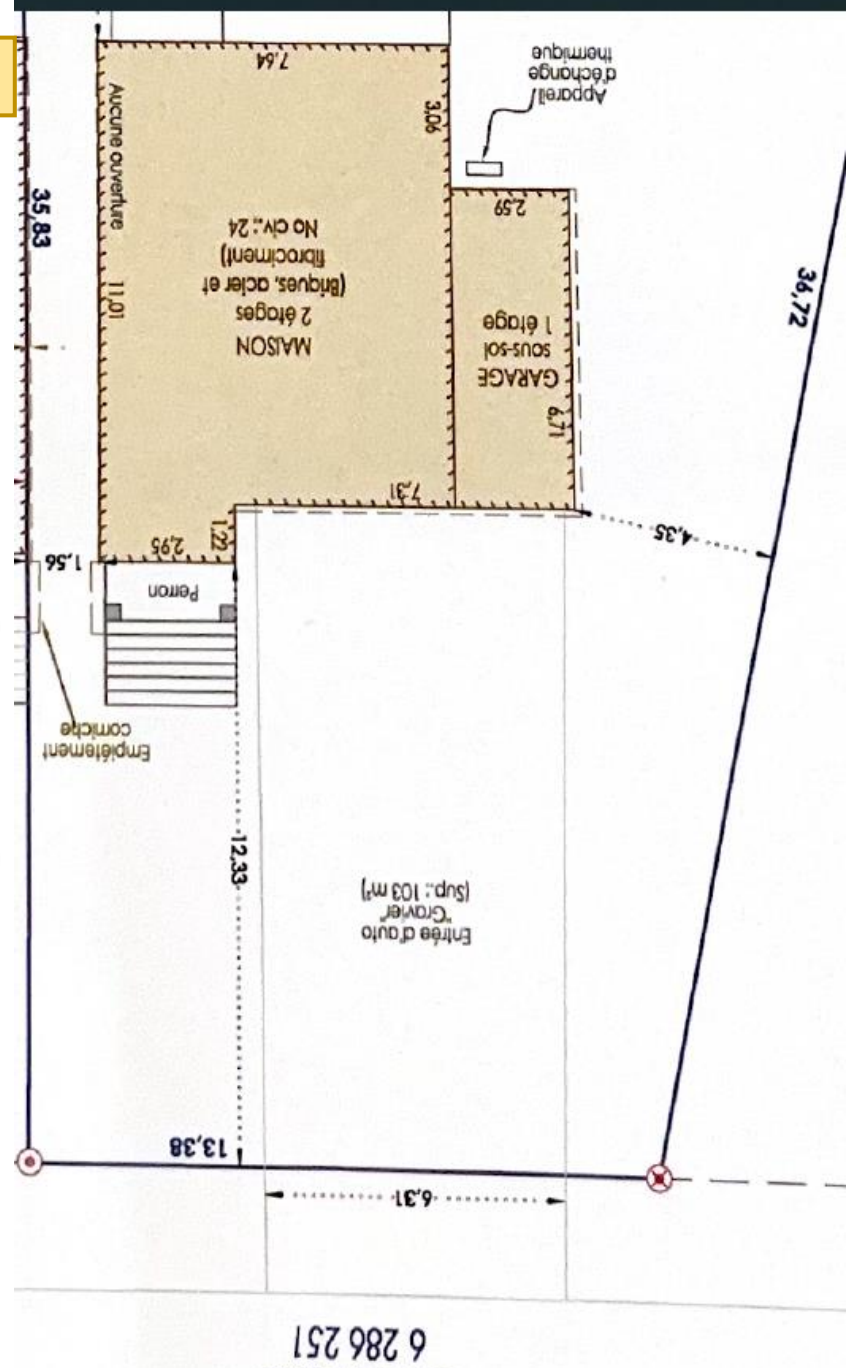 7,64
Appareil
d'échange
thermique
Aucune ouverture
3,06
35,83
2,59
MAISON
2 étages
(Briques, acier et
fibrociment)
No civ.: 24
11,01
36,72
GARAGE
sous-sol
1 étage
6,71
7,31
1,22
2,95
4,35
1,56
Perron
Empiétement
corniche
12,33
Entrée d'auto
"Gravier"
(Sup.: 103 m²)
13,38
6,31
6 286 251